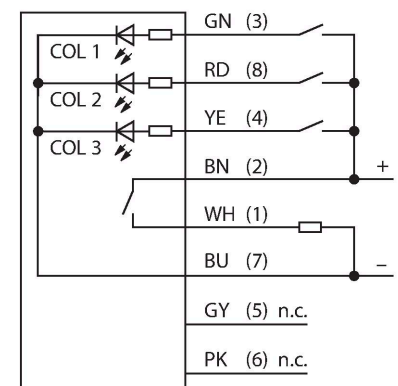 GN (3)
COL 1
RD (8)
COL 2
YE (4)
COL 3
BN (2) +
WH (1)
BU (7) –
GY (5) n.c.
PK (6) n.c.